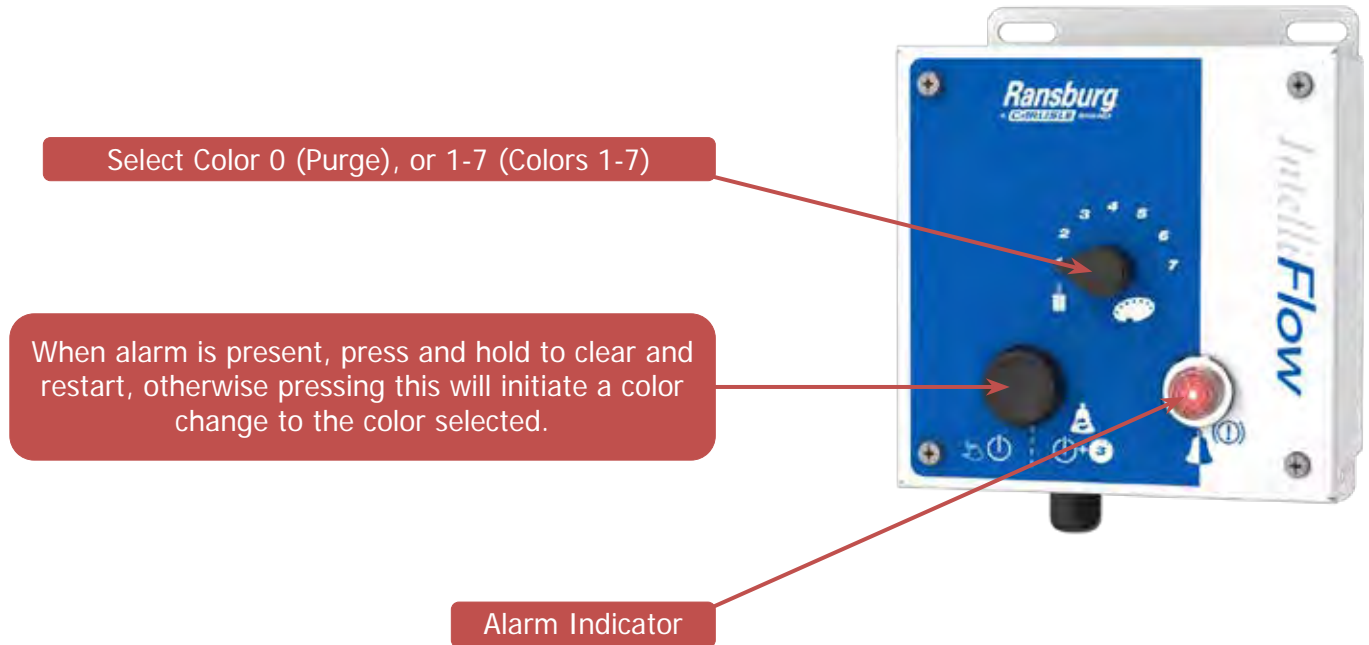 Select Color 0 (Purge), or 1-7 (Colors 1-7)
When alarm is present, press and hold to clear and
restart, otherwise pressing this will initiate a color
change to the color selected.
Alarm Indicator
Ransburg
CARLISLE
2
3
4
5
6
7
3
IntelliFlow